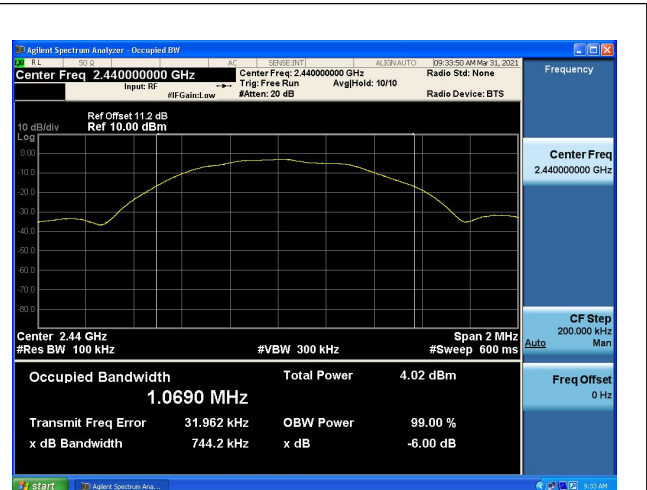 Agilent Spectrum Analyzer - Occupied BW
RL 50 Ω AC SENSE:INT ALIGNAUTO 09:33:50 AM Mar 31, 2021
Center Freq 2.440000000 GHz Center Freq: 2.440000000 GHz Radio Std: None
Input: RF Trig: Free Run Avg|Hold: 10/10
#IFGain:Low #Atten: 20 dB Radio Device: BTS
Frequency
Ref Offset 11.2 dB
10 dB/div Ref 10.00 dBm
Log
0.00
-10.0
-20.0
-30.0
-40.0
-50.0
-60.0
-70.0
-80.0
Center Freq
2.440000000 GHz
Center 2.44 GHz Span 2 MHz
#Res BW 100 kHz #VBW 300 kHz #Sweep 600 ms
CF Step
200.000 kHz
Auto Man
Occupied Bandwidth Total Power 4.02 dBm
1.0690 MHz
Transmit Freq Error 31.962 kHz OBW Power 99.00 %
x dB Bandwidth 744.2 kHz x dB -6.00 dB
Freq Offset
0 Hz
start Agilent Spectrum Ana... 9:33 AM